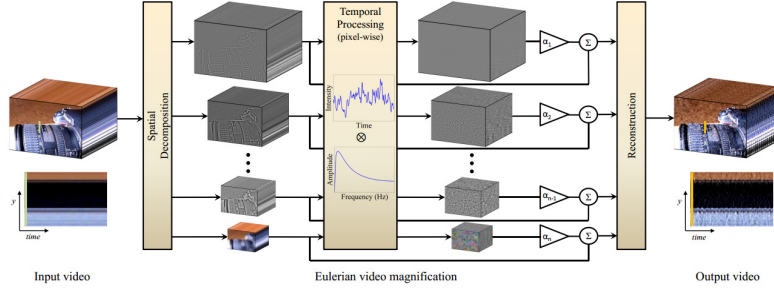 Temporal
Processing
(pixel-wise)
Spatial
Decomposition
Reconstruction
α1
Σ
Intensity
Time
α2
Σ
⊗
Amplitude
Frequency (Hz)
αn-1
Σ
αn
Σ
y
time
y
time
Input video
Eulerian video magnification
Output video